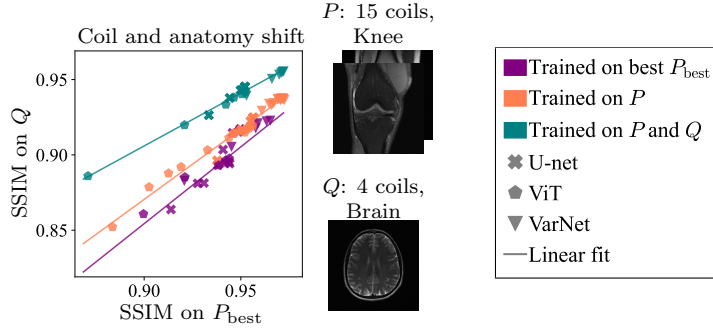 Coil and anatomy shift
SSIM on Q
0.95
0.90
0.85
0.90
0.95
SSIM on P_best
P: 15 coils,
Knee
Q: 4 coils,
Brain
Trained on best P_best
Trained on P
Trained on P and Q
U-net
ViT
VarNet
Linear fit